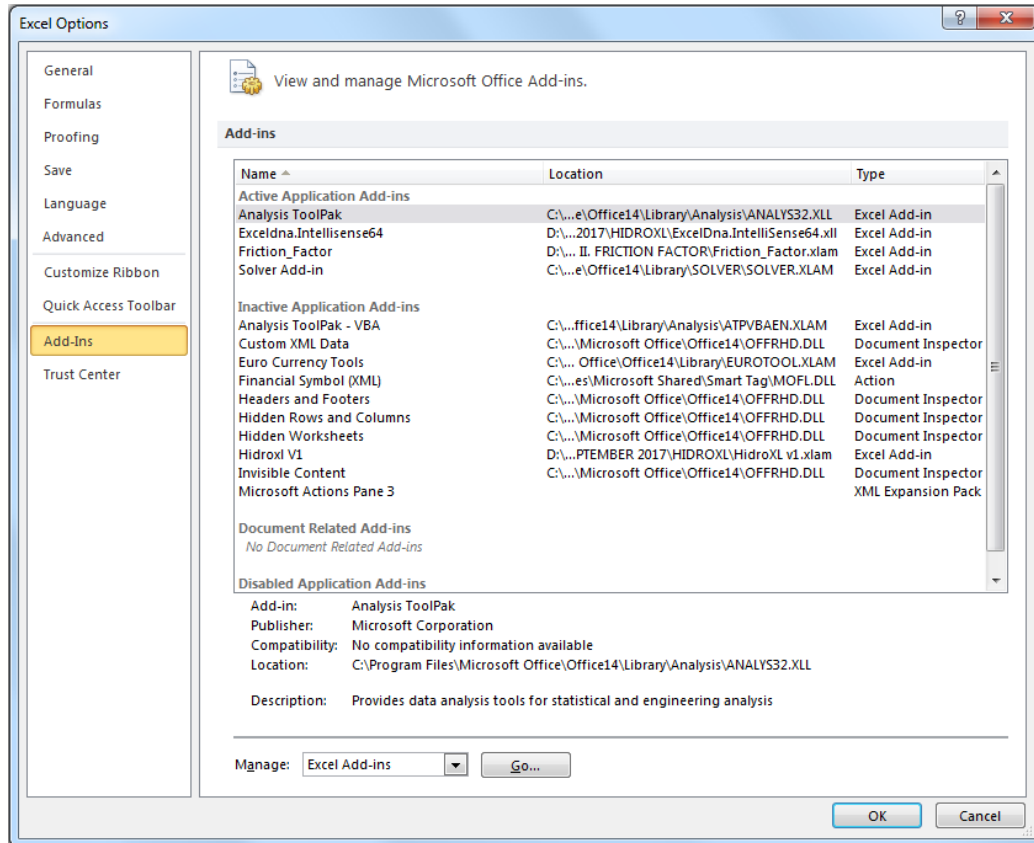 Excel Options
General
Formulas
Proofing
Save
Language
Advanced
Customize Ribbon
Quick Access Toolbar
Add-Ins
Trust Center
View and manage Microsoft Office Add-ins.
Add-ins
Name Location Type
Active Application Add-ins
Analysis ToolPak C:\...e\Office14\Library\Analysis\ANALYS32.XLL Excel Add-in
Exceldna.Intellisense64 D:\...2017\HIDROXL\ExcelDna.IntelliSense64.xll Excel Add-in
Friction_Factor D:\... II. FRICTION FACTOR\Friction_Factor.xlam Excel Add-in
Solver Add-in C:\...e\Office14\Library\SOLVER\SOLVER.XLAM Excel Add-in
Inactive Application Add-ins
Analysis ToolPak - VBA C:\...ffice14\Library\Analysis\ATPVBAEN.XLAM Excel Add-in
Custom XML Data C:\...\Microsoft Office\Office14\OFFRHD.DLL Document Inspector
Euro Currency Tools C:\... Office\Office14\Library\EUROTOOL.XLAM Excel Add-in
Financial Symbol (XML) C:\...es\Microsoft Shared\Smart Tag\MOFL.DLL Action
Headers and Footers C:\...\Microsoft Office\Office14\OFFRHD.DLL Document Inspector
Hidden Rows and Columns C:\...\Microsoft Office\Office14\OFFRHD.DLL Document Inspector
Hidden Worksheets C:\...\Microsoft Office\Office14\OFFRHD.DLL Document Inspector
Hidroxl V1 D:\...PTEMBER 2017\HIDROXL\HidroXL v1.xlam Excel Add-in
Invisible Content C:\...\Microsoft Office\Office14\OFFRHD.DLL Document Inspector
Microsoft Actions Pane 3 XML Expansion Pack
Document Related Add-ins
No Document Related Add-ins
Disabled Application Add-ins
Add-in: Analysis ToolPak
Publisher: Microsoft Corporation
Compatibility: No compatibility information available
Location: C:\Program Files\Microsoft Office\Office14\Library\Analysis\ANALYS32.XLL
Description: Provides data analysis tools for statistical and engineering analysis
Manage: Excel Add-ins Go...
OK Cancel